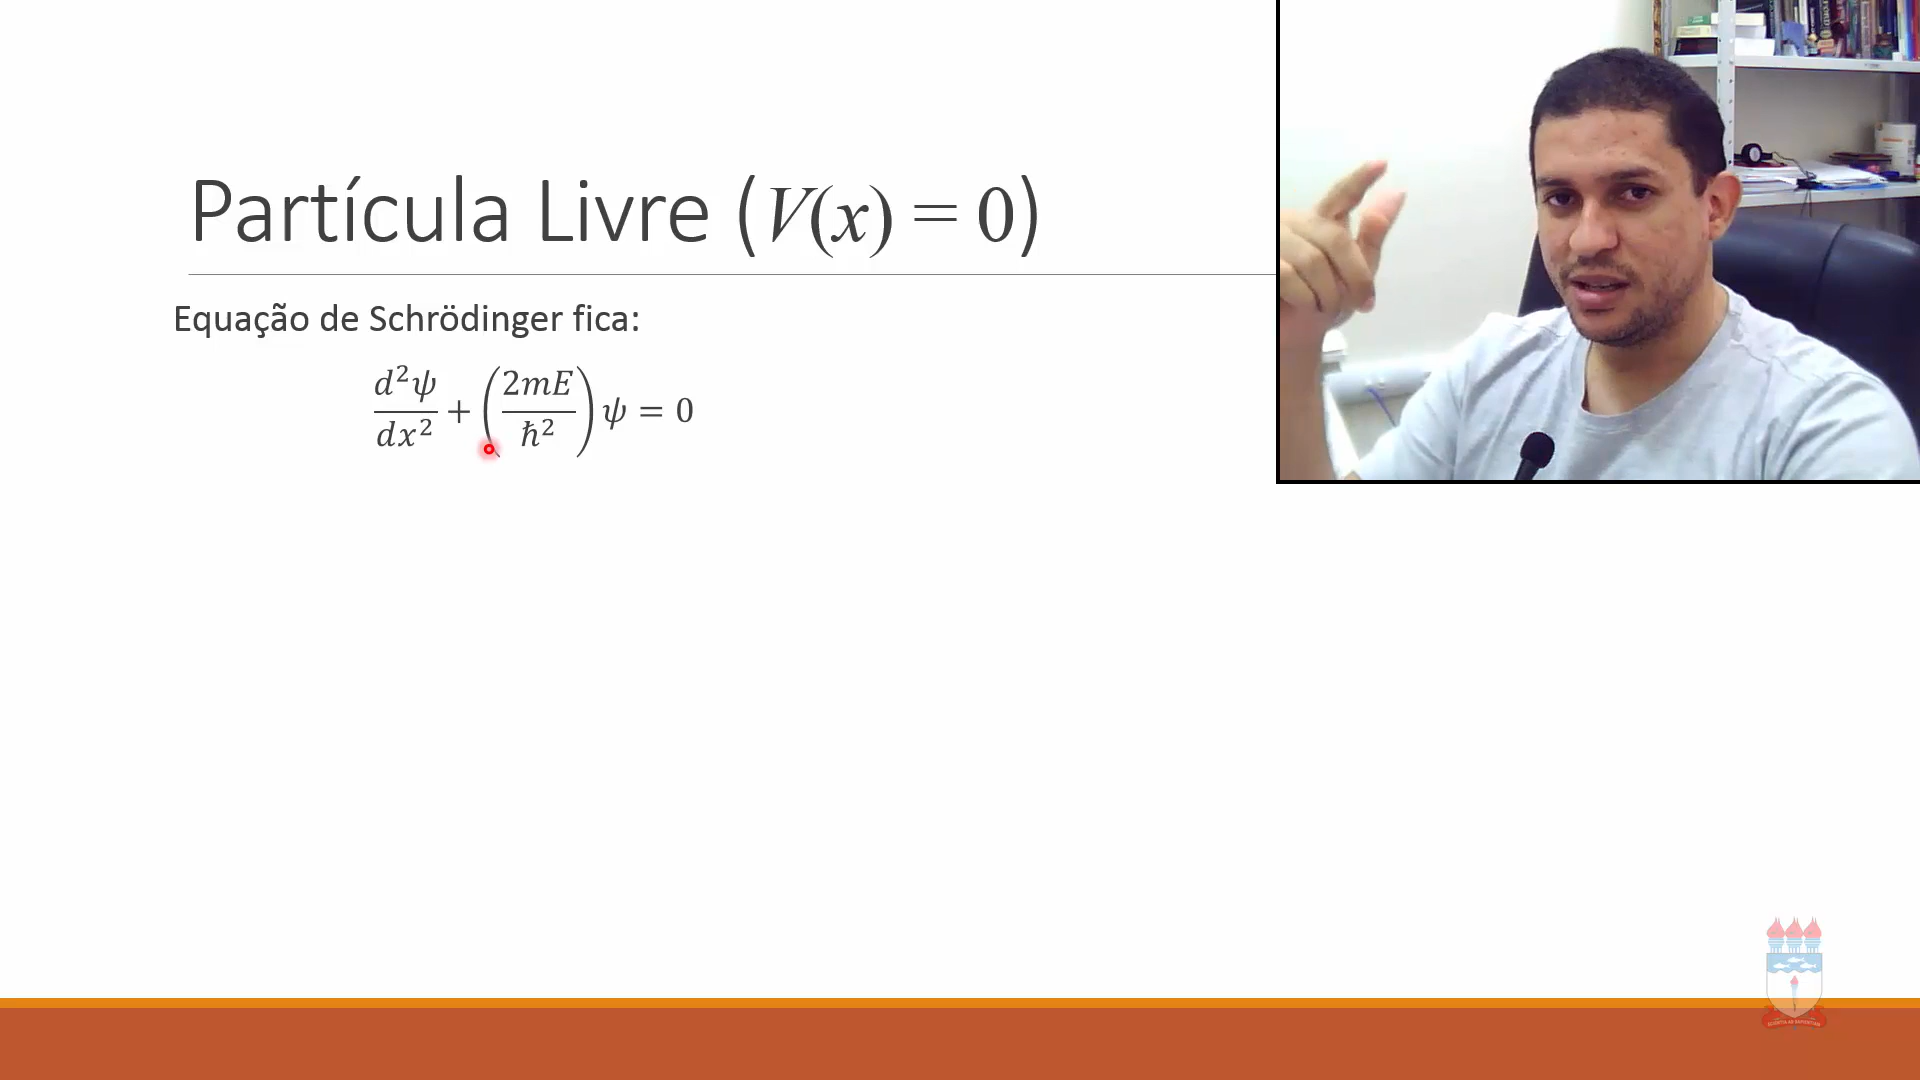 Partícula Livre (V(x) = 0)
Equação de Schrödinger fica:
d²ψ/dx² + (2mE/ħ²)ψ = 0